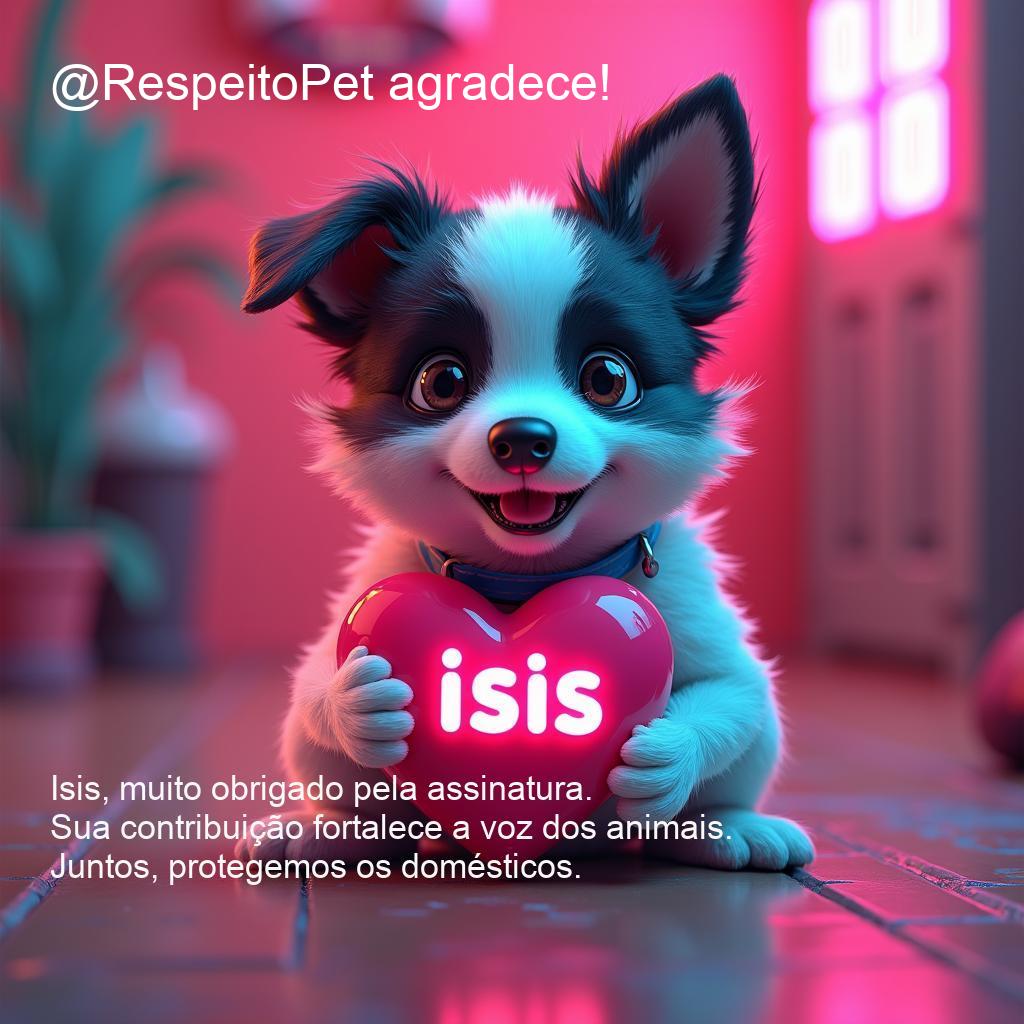 @RespeitoPet agradece!
isis
Isis, muito obrigado pela assinatura.
Sua contribuição fortalece a voz dos animais.
Juntos, protegemos os domésticos.